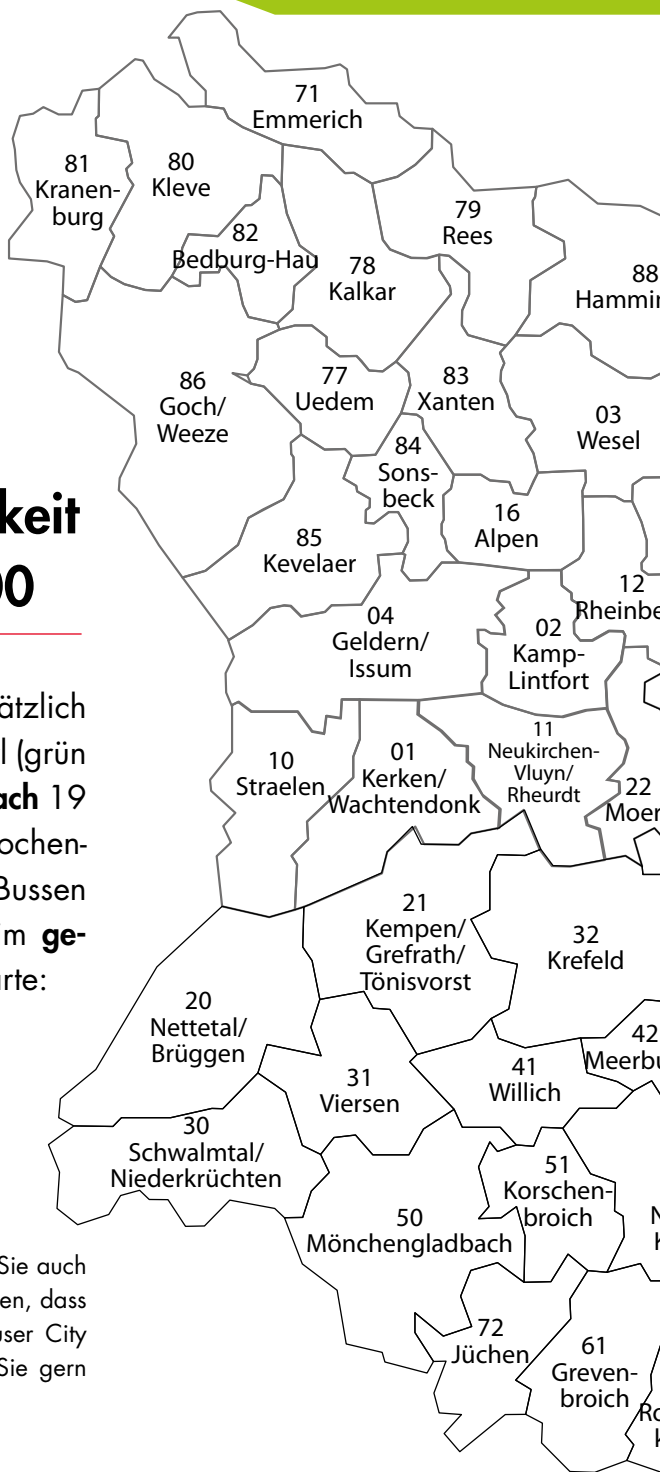 71
Emmerich
81
Kranen-
burg
80
Kleve
82
Bedburg-Hau
79
Rees
78
Kalkar
88
86
Goch/
Weeze
77
Uedem
83
Xanten
03
Wesel
84
Sons-
beck
16
Alpen
85
Kevelaer
12
04
Geldern/
Issum
02
Kamp-
Lintfort
10
Straelen
01
Kerken/
Wachtendonk
11
Neukirchen-
Vluyn/
Rheurdt
22
21
Kempen/
Grefrath/
Tönisvorst
32
Krefeld
20
Nettetal/
Brüggen
31
Viersen
41
Willich
42
30
Schwalmtal/
Niederkrüchten
50
Mönchengladbach
51
Korschen-
broich
72
Jüchen
61
Greven-
broich
keit
00
ätzlich
l (grün
ach 19
ochen-
Bussen
im ge-
arte:
Sie auch
en, dass
user City
Sie gern